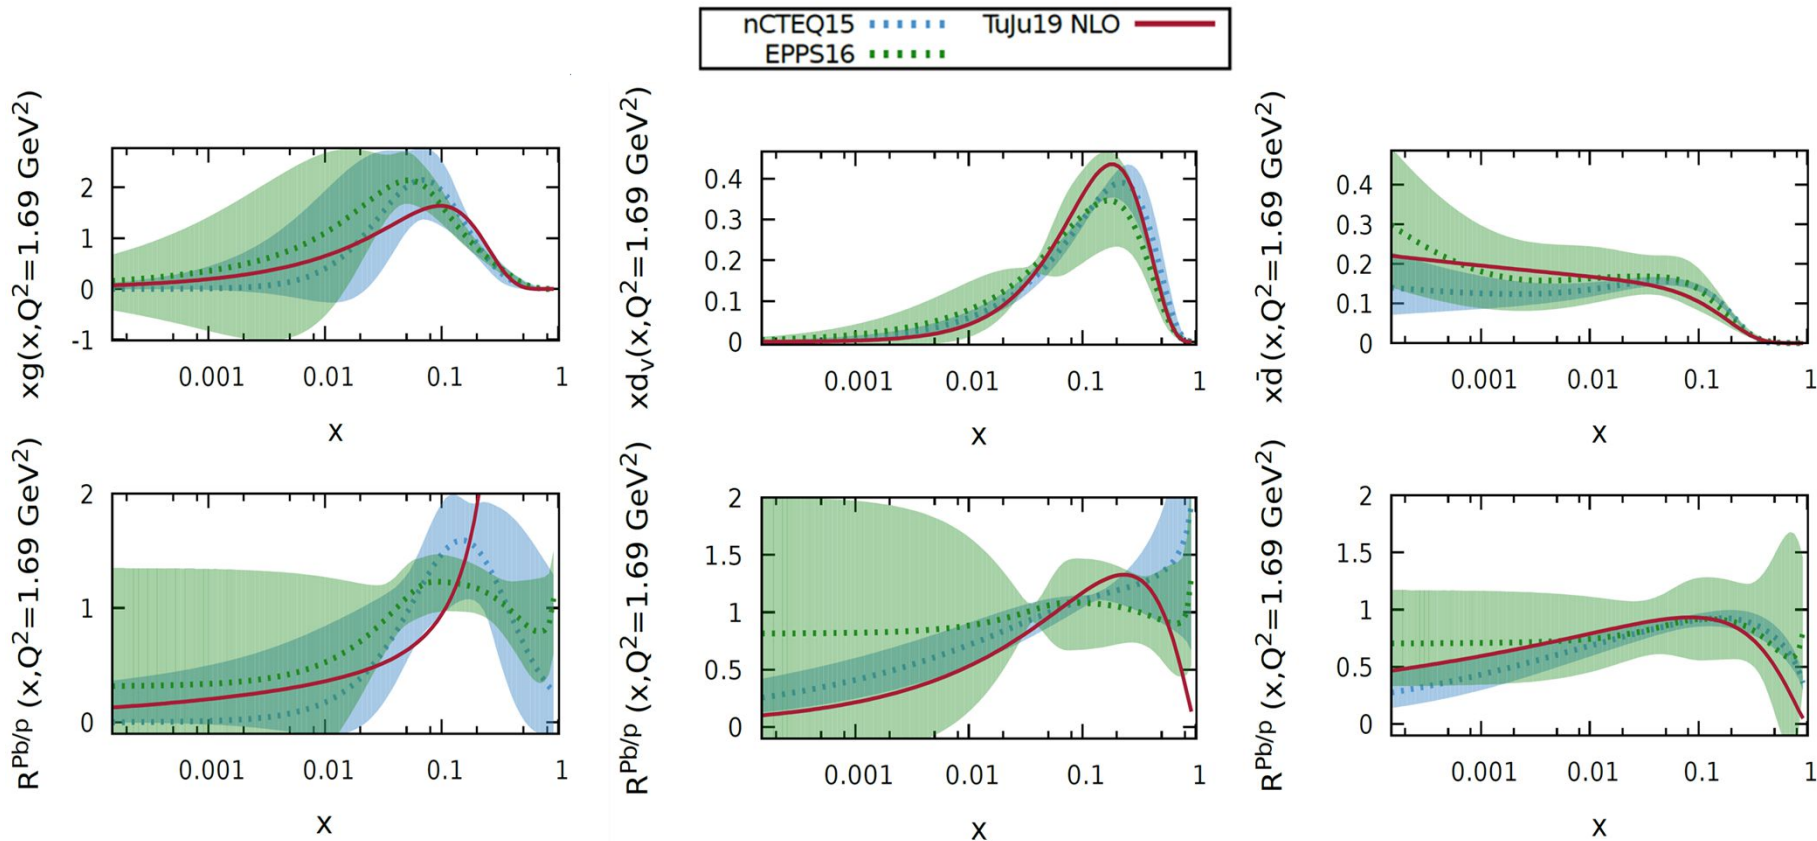 nCTEQ15 TuJu19 NLO
EPPS16
xg(x,Q²=1.69 GeV²)
2
1
0
-1
0.001 0.01 0.1 1
x
xdᵥ(x,Q²=1.69 GeV²)
0.4
0.3
0.2
0.1
0
0.001 0.01 0.1 1
x
xd̄ (x,Q²=1.69 GeV²)
0.4
0.3
0.2
0.1
0
0.001 0.01 0.1 1
x
R^Pb/p (x,Q²=1.69 GeV²)
2
1
0
0.001 0.01 0.1 1
x
R^Pb/p (x,Q²=1.69 GeV²)
2
1.5
1
0.5
0
0.001 0.01 0.1 1
x
R^Pb/p (x,Q²=1.69 GeV²)
2
1.5
1
0.5
0
0.001 0.01 0.1 1
x